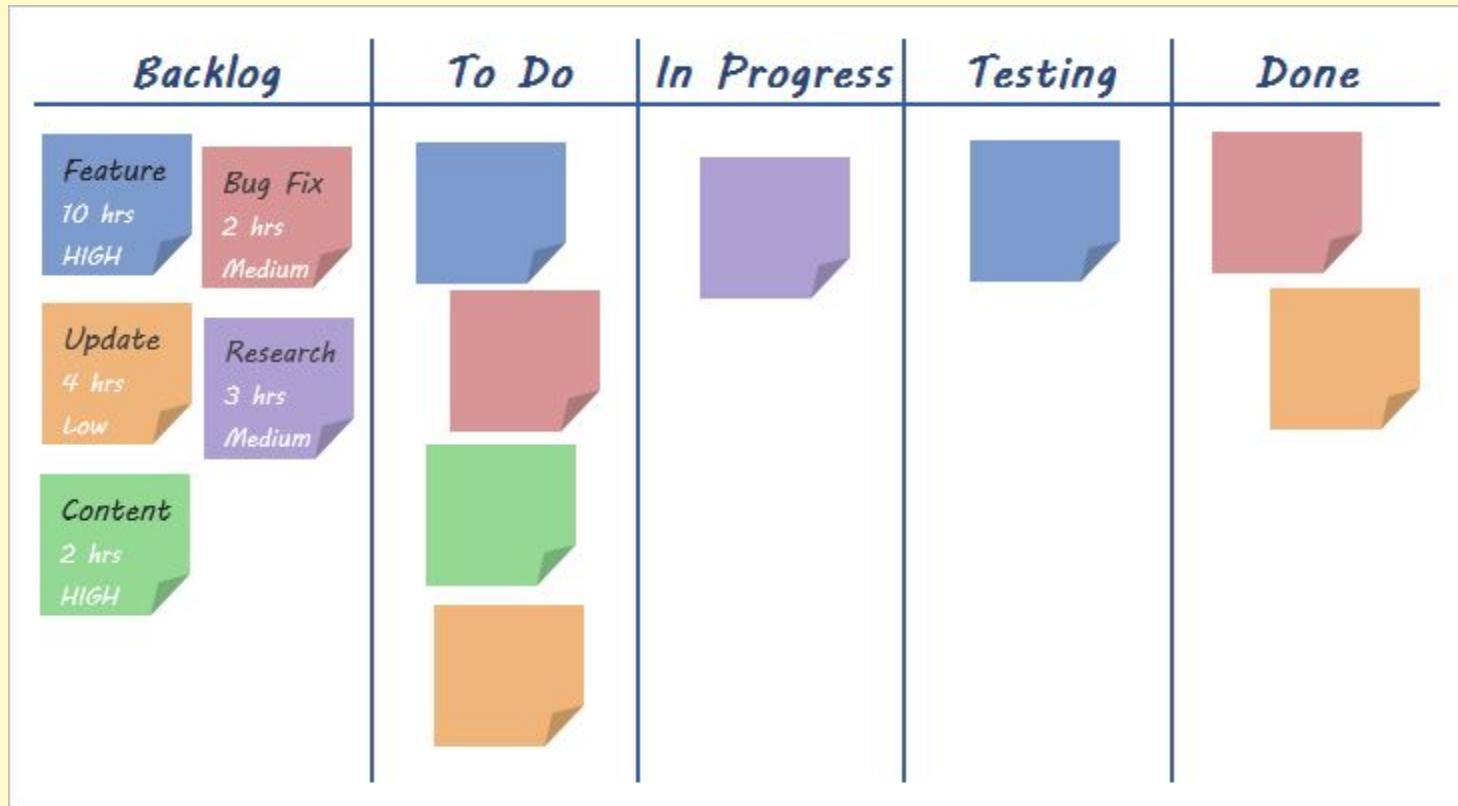 Backlog
To Do
In Progress
Testing
Done
Feature
10 hrs
HIGH
Bug Fix
2 hrs
Medium
Update
4 hrs
Low
Research
3 hrs
Medium
Content
2 hrs
HIGH